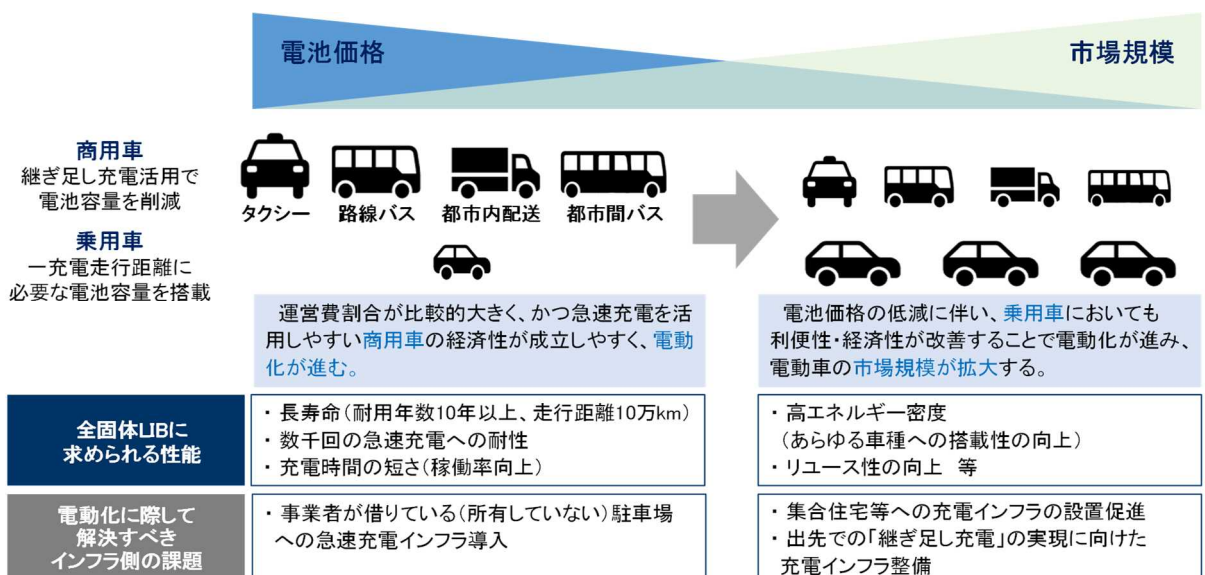 電池価格
市場規模
商用車
継ぎ足し充電活用で
電池容量を削減
乗用車
一充電走行距離に
必要な電池容量を搭載
タクシー
路線バス
都市内配送
都市間バス
運営費割合が比較的大きく、かつ急速充電を活
用しやすい商用車の経済性が成立しやすく、電動
化が進む。
電池価格の低減に伴い、乗用車においても
利便性・経済性が改善することで電動化が進み、
電動車の市場規模が拡大する。
全固体LIBに
求められる性能
・長寿命(耐用年数10年以上、走行距離10万km)
・数千回の急速充電への耐性
・充電時間の短さ(稼働率向上)
・高エネルギー密度
(あらゆる車種への搭載性の向上)
・リユース性の向上 等
電動化に際して
解決すべき
インフラ側の課題
・事業者が借りている(所有していない)駐車場
への急速充電インフラ導入
・集合住宅等への充電インフラの設置促進
・出先での「継ぎ足し充電」の実現に向けた
充電インフラ整備